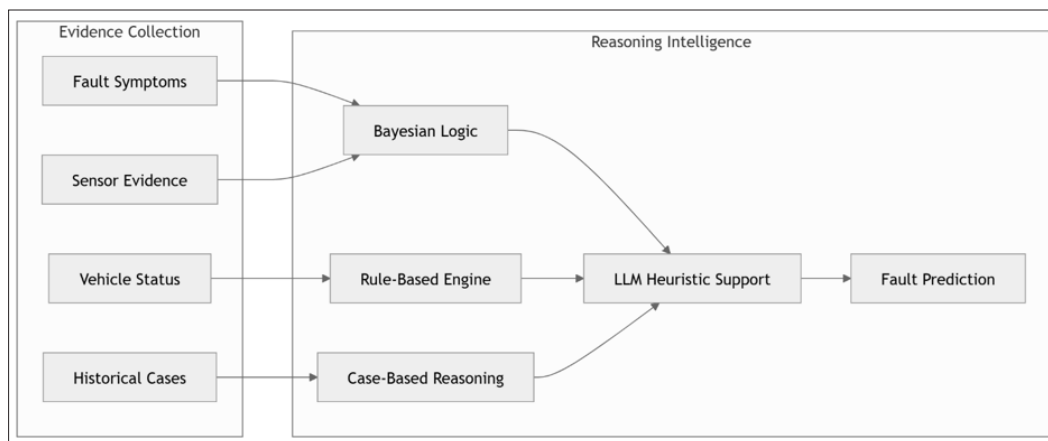 Evidence Collection
Fault Symptoms
Sensor Evidence
Vehicle Status
Historical Cases
Reasoning Intelligence
Bayesian Logic
Rule-Based Engine
Case-Based Reasoning
LLM Heuristic Support
Fault Prediction